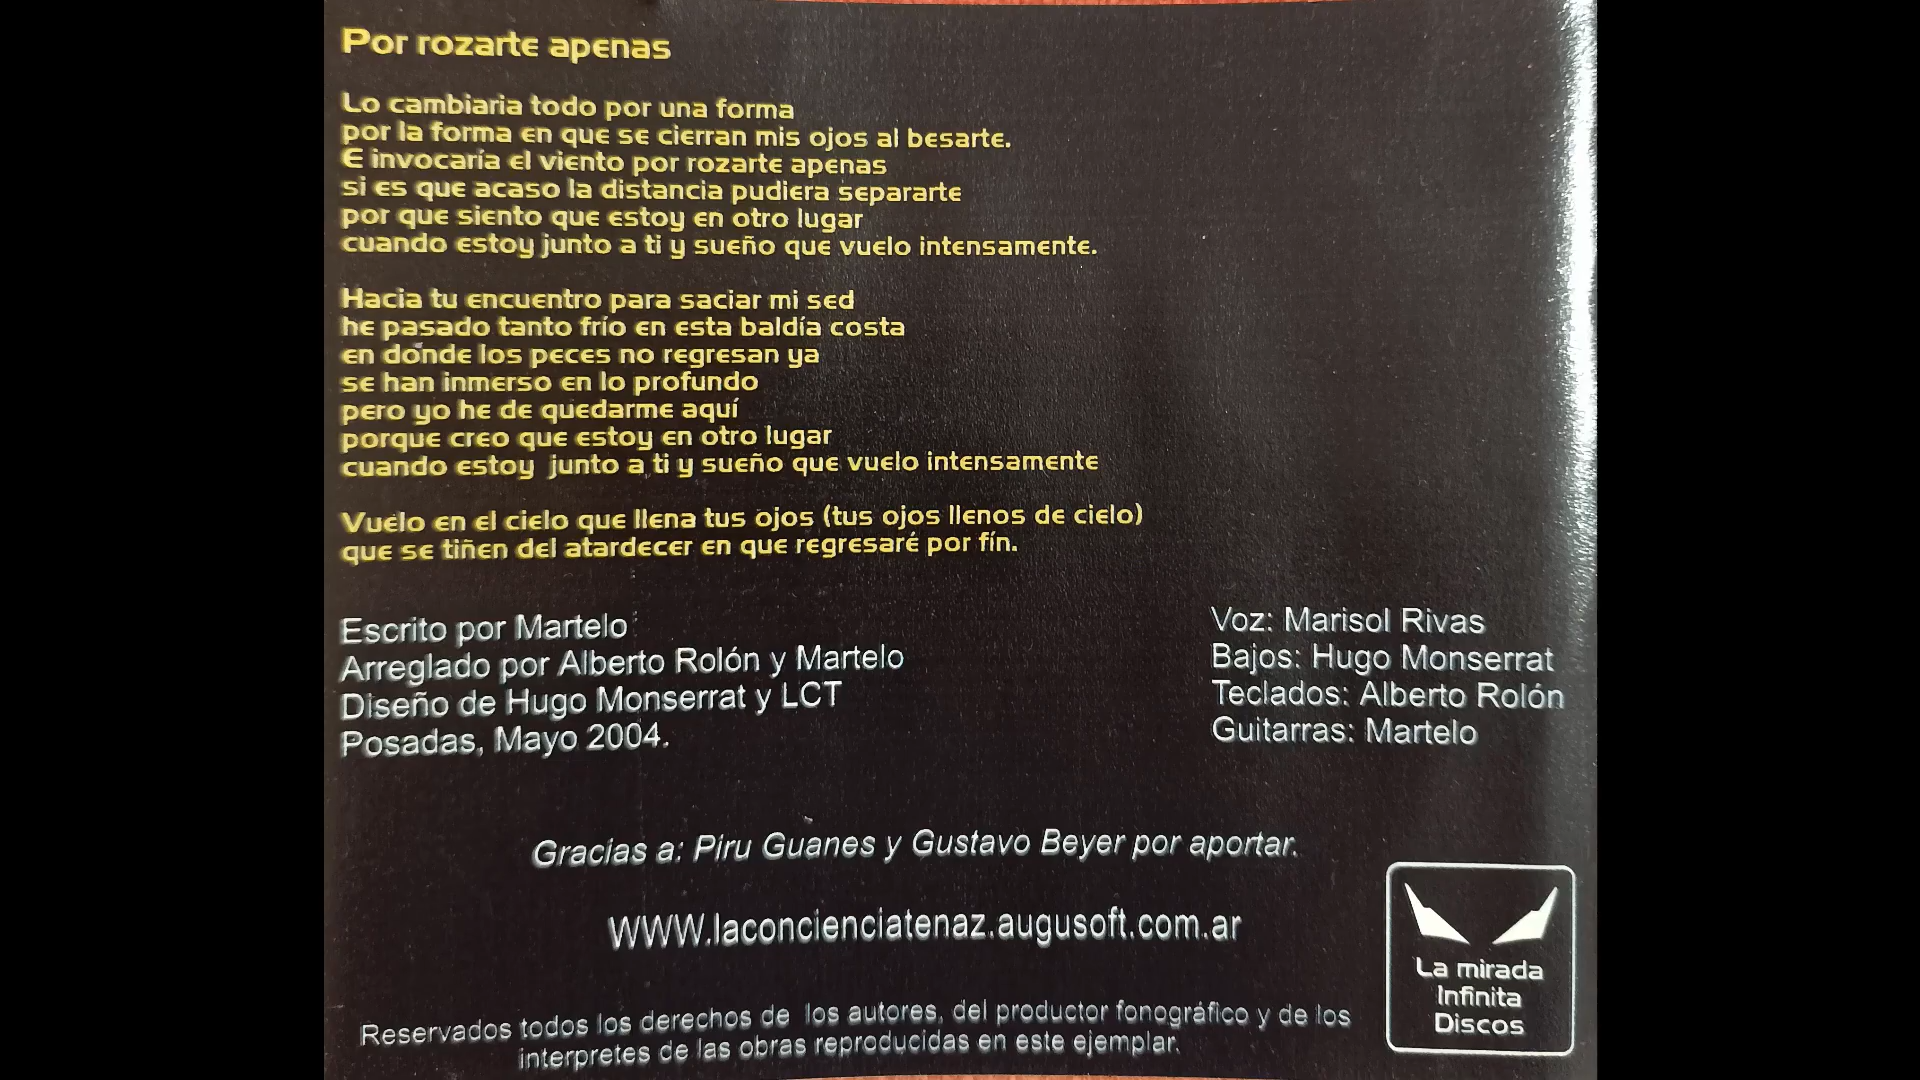 Por rozarte apenas
Lo cambiaria todo por una forma
por la forma en que se cierran mis ojos al besarte.
E invocaría el viento por rozarte apenas
si es que acaso la distancia pudiera separarte
por que siento que estoy en otro lugar
cuando estoy junto a ti y sueño que vuelo intensamente.
Hacia tu encuentro para saciar mi sed
he pasado tanto frío en esta baldía costa
en donde los peces no regresan ya
se han inmerso en lo profundo
pero yo he de quedarme aquí
porque creo que estoy en otro lugar
cuando estoy junto a ti y sueño que vuelo intensamente
Vuelo en el cielo que llena tus ojos (tus ojos llenos de cielo)
que se tiñen del atardecer en que regresaré por fín.
Escrito por Martelo
Arreglado por Alberto Rolón y Martelo
Diseño de Hugo Monserrat y LCT
Posadas, Mayo 2004.
Voz: Marisol Rivas
Bajos: Hugo Monserrat
Teclados: Alberto Rolón
Guitarras: Martelo
Gracias a: Piru Guanes y Gustavo Beyer por aportar.
WWW.laconcienciatenaz.augusoft.com.ar
La mirada
Infinita
Discos
Reservados todos los derechos de los autores, del productor fonográfico y de los
interpretes de las obras reproducidas en este ejemplar.